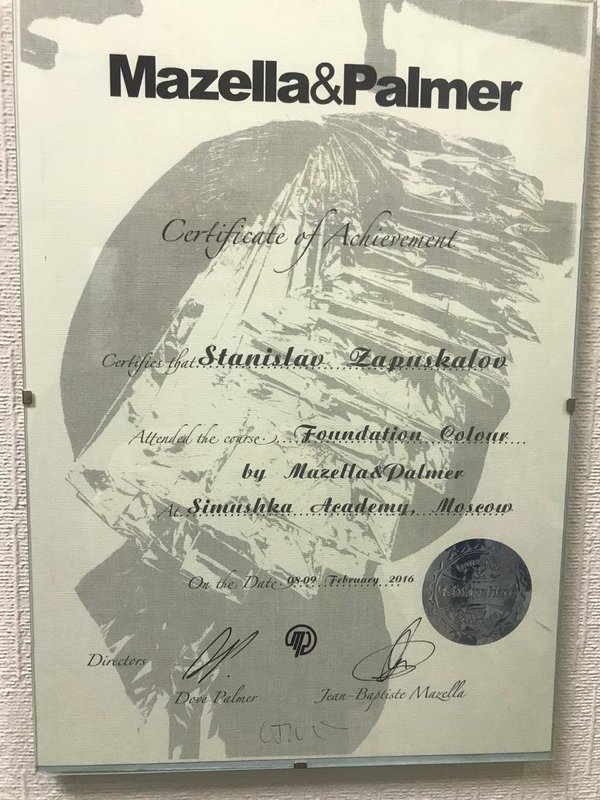 Mazella&Palmer
Certificate of Achievement
Certifies that Stanislav Zapuskalov
Attended the course: Foundation Colour
by Mazella&Palmer
At Simushka Academy, Moscow
On the Date 08-09 February 2016
Directors
Dove Palmer
Jean-Baptiste Mazella